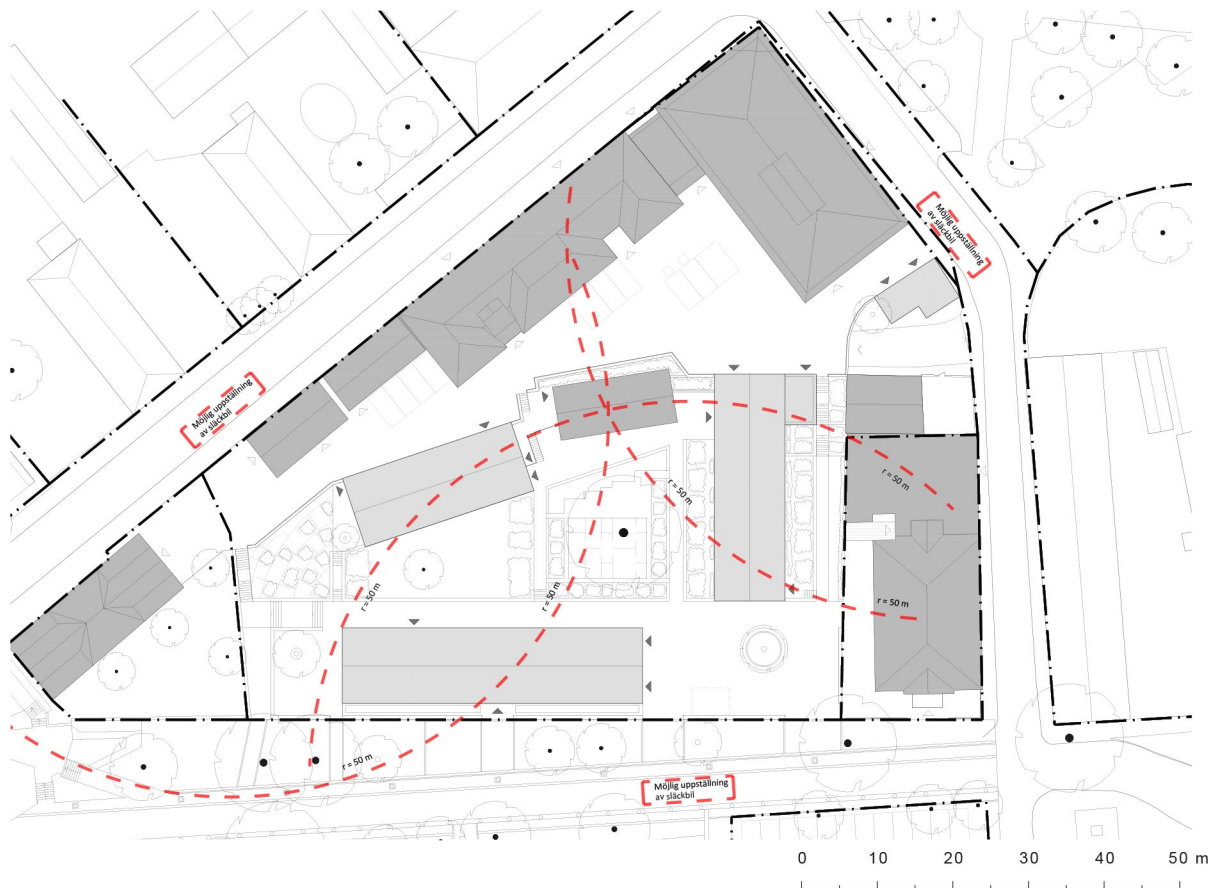 Möjlig uppställning
av släckbil
Möjlig uppställning
av släckbil
r = 50 m
r = 50 m
r = 50 m
r = 50 m
r = 50 m
r = 50 m
Möjlig uppställning
av släckbil
0 10 20 30 40 50 m